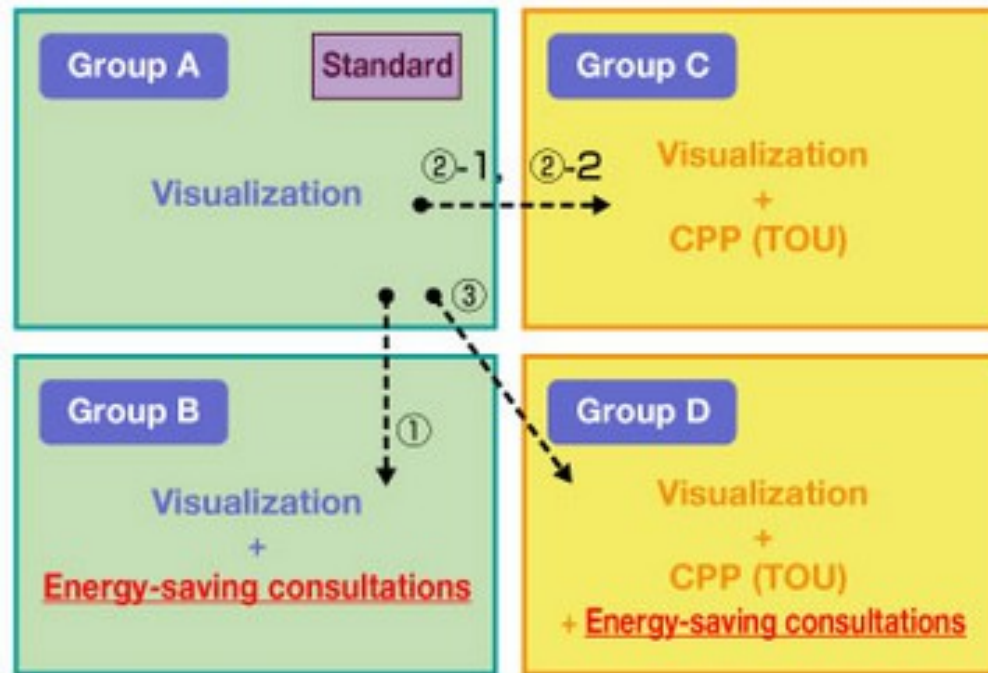 Group A
Standard
Visualization
②-1, ②-2
③
①
Group C
Visualization
+
CPP (TOU)
Group B
Visualization
+
Energy-saving consultations
Group D
Visualization
+
CPP (TOU)
+ Energy-saving consultations